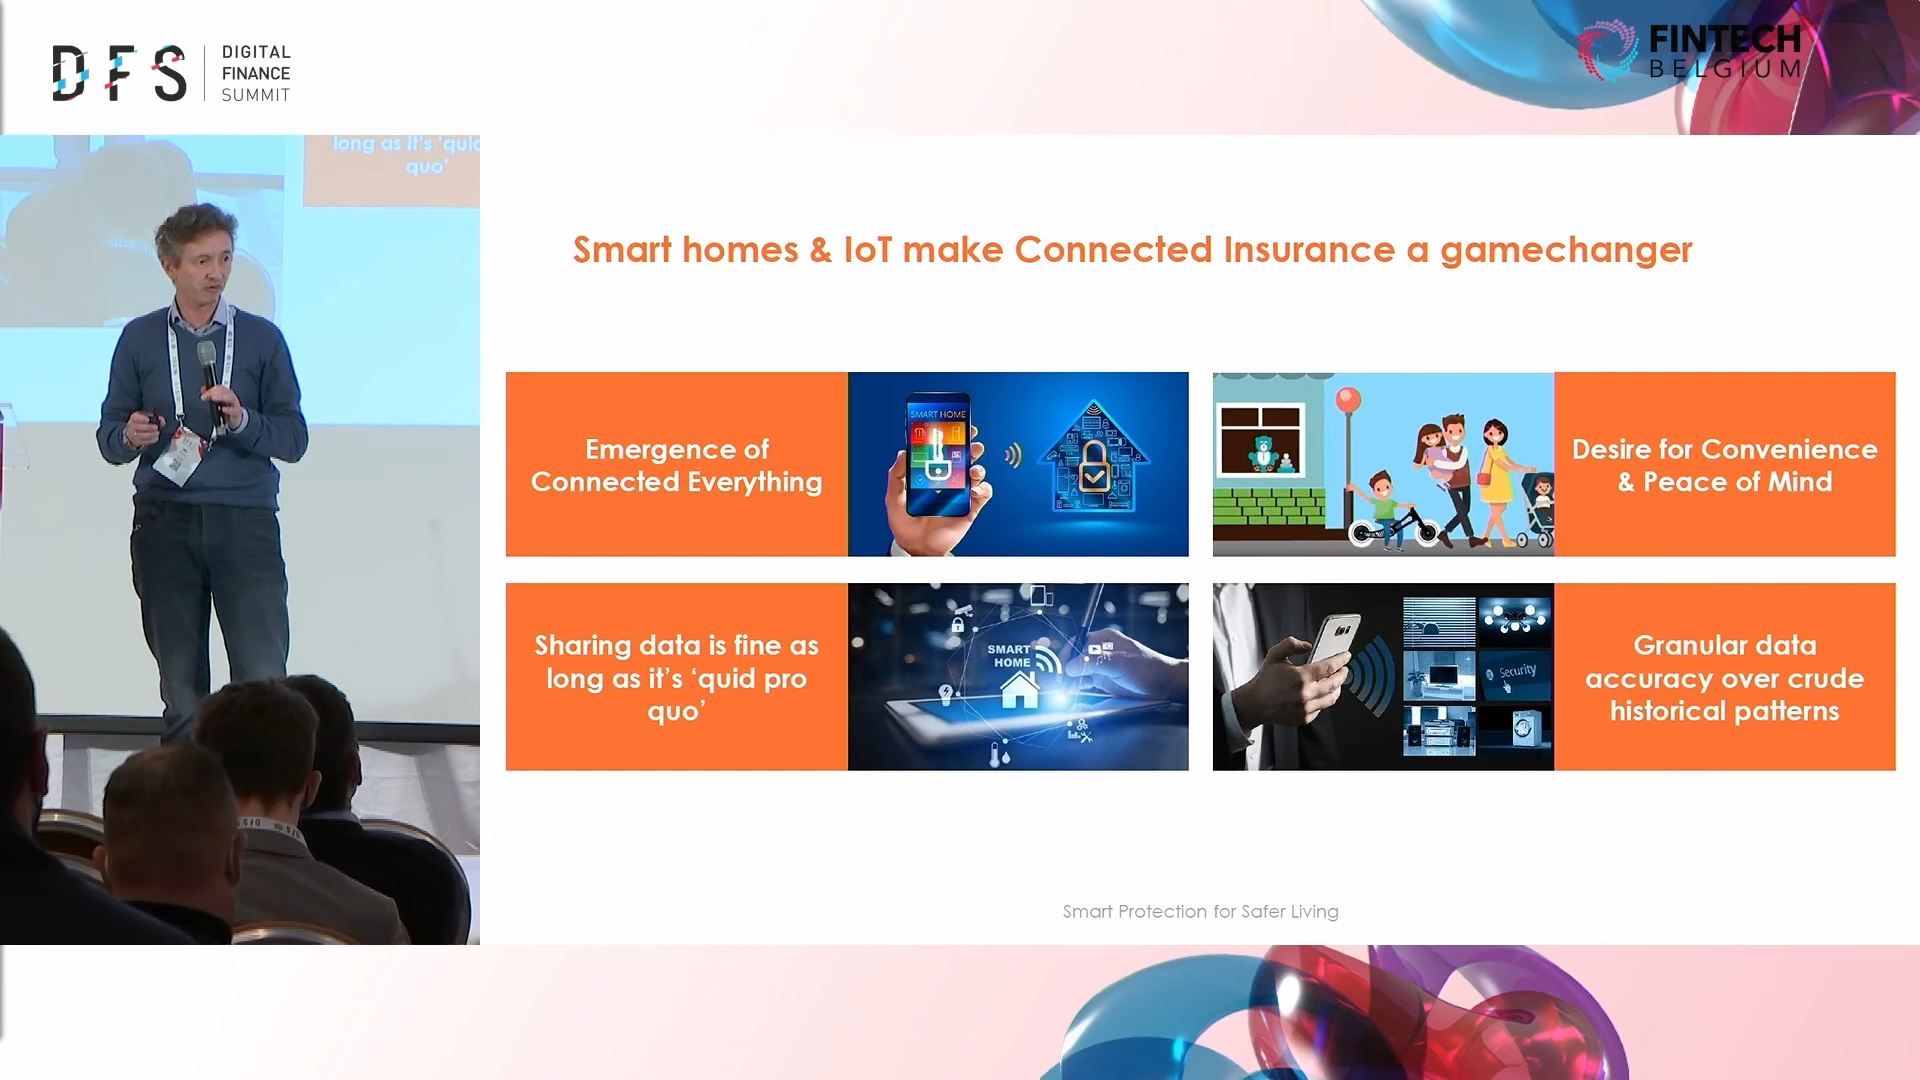 DFS
DIGITAL
FINANCE
SUMMIT
FINTECH
BELGIUM
long as it's 'quid
quo'
Smart homes & IoT make Connected Insurance a gamechanger
Emergence of
Connected Everything
SMART HOME
Desire for Convenience
& Peace of Mind
Sharing data is fine as
long as it's 'quid pro
quo'
SMART
HOME
Security
Granular data
accuracy over crude
historical patterns
DFS
Smart Protection for Safer Living